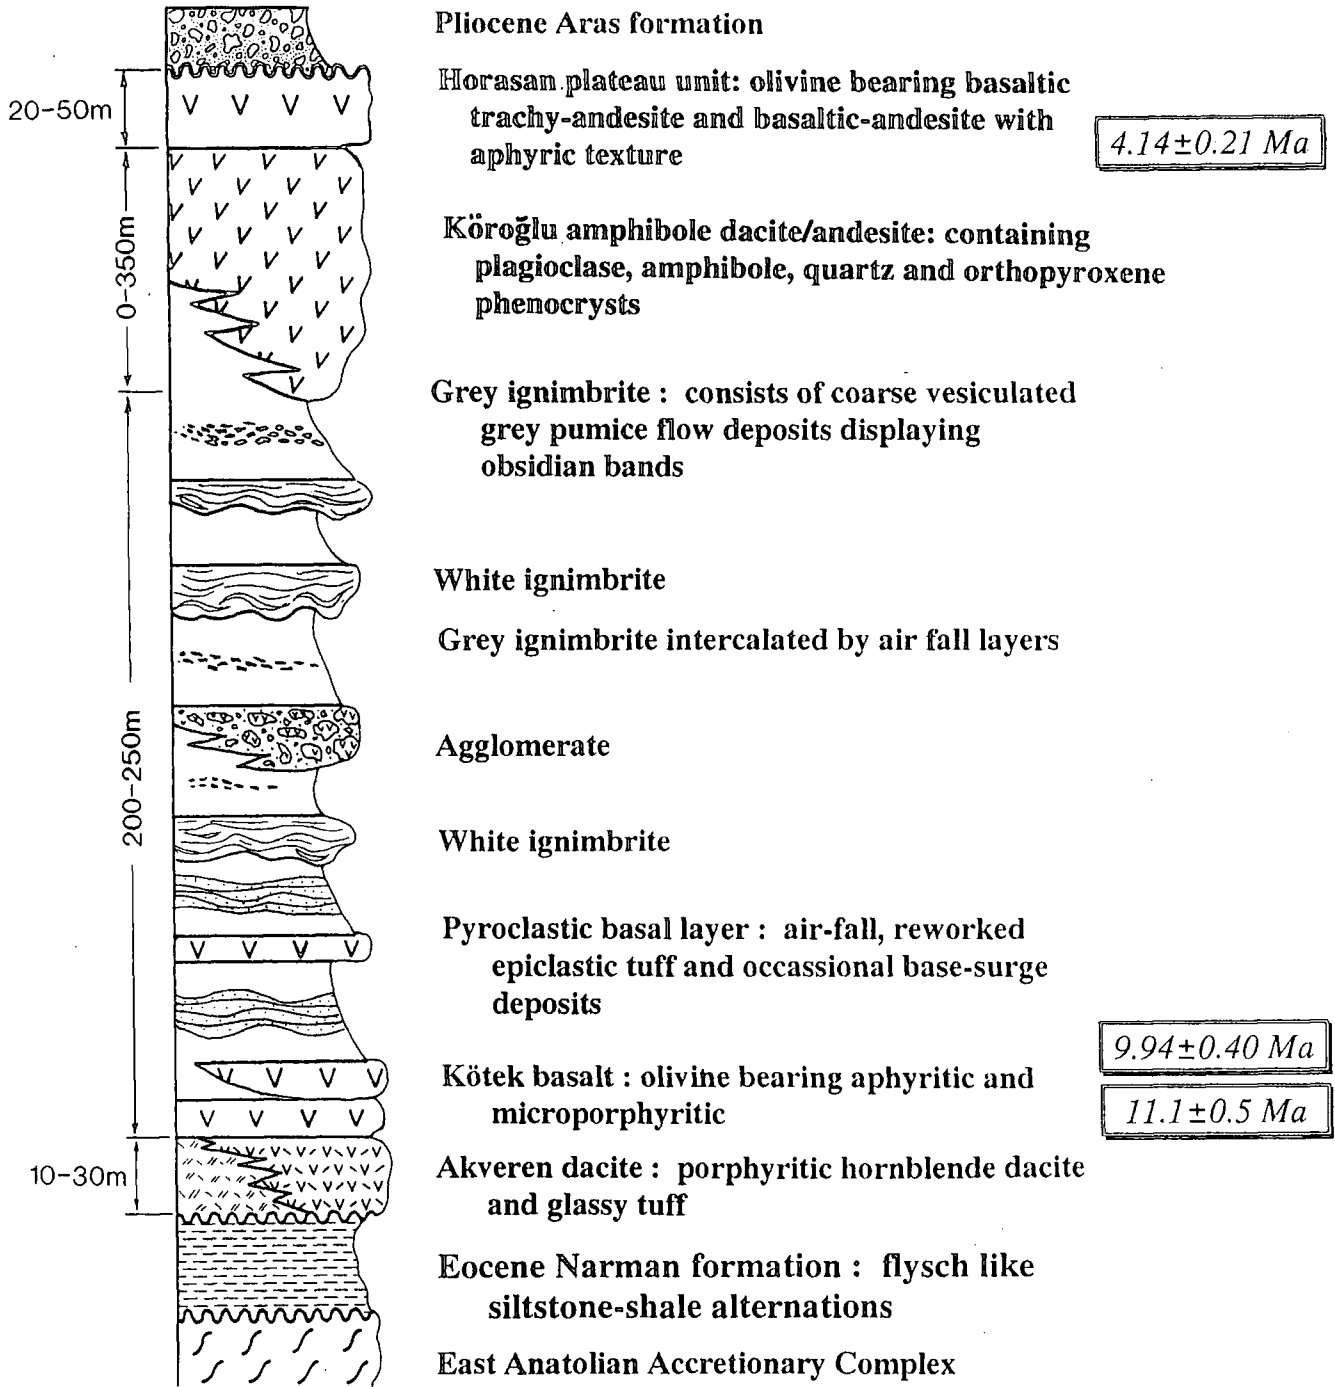 Pliocene Aras formation
20-50m
Horasan plateau unit: olivine bearing basaltic
trachy-andesite and basaltic-andesite with
aphyric texture
4.14±0.21 Ma
0-350m
Köroğlu amphibole dacite/andesite: containing
plagioclase, amphibole, quartz and orthopyroxene
phenocrysts
Grey ignimbrite : consists of coarse vesiculated
grey pumice flow deposits displaying
obsidian bands
200-250m
White ignimbrite
Grey ignimbrite intercalated by air fall layers
Agglomerate
White ignimbrite
Pyroclastic basal layer : air-fall, reworked
epiclastic tuff and occassional base-surge
deposits
9.94±0.40 Ma
Kötek basalt : olivine bearing aphyritic and
microporphyritic
11.1±0.5 Ma
10-30m
Akveren dacite : porphyritic hornblende dacite
and glassy tuff
Eocene Narman formation : flysch like
siltstone-shale alternations
East Anatolian Accretionary Complex